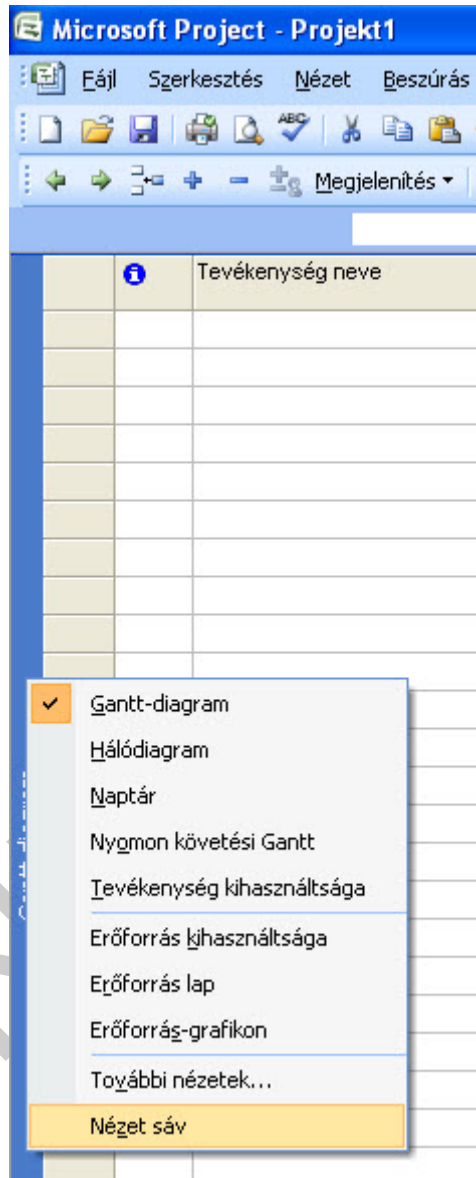 Microsoft Project - Projekt1
Fájl Szerkesztés Nézet Beszúrás
ABC
Megjelenítés
Tevékenység neve
Gantt-diagram
Hálódiagram
Naptár
Nyomon követési Gantt
Tevékenység kihasználtsága
Erőforrás kihasználtsága
Erőforrás lap
Erőforrás-grafikon
További nézetek...
Nézet sáv